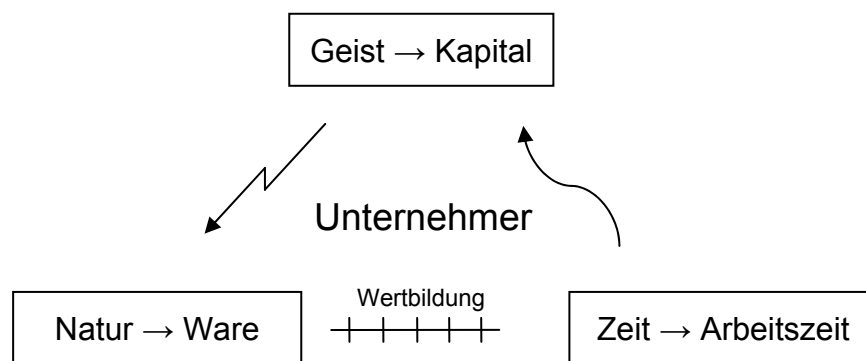 Geist → Kapital
Unternehmer
Wertbildung
Natur → Ware
Zeit → Arbeitszeit